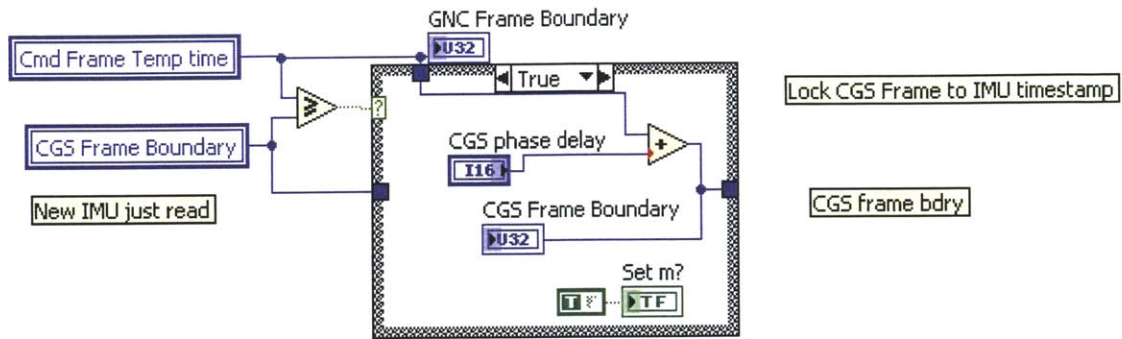 GNC Frame Boundary
U32
Cmd Frame Temp time
True
Lock CGS Frame to IMU timestamp
≥
?
CGS phase delay
+
CGS Frame Boundary
I16
New IMU just read
CGS Frame Boundary
CGS frame bdry
U32
Set m?
T
TF